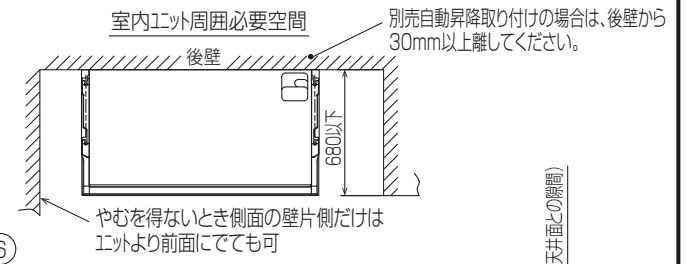 室内ユニット周囲必要空間
別売自動昇降取り付けの場合は、後壁から
30mm以上離してください。
後壁
680以下
やむを得ないとき側面の壁片側だけは
ユニットより前面にでても可
天井面との隙間)